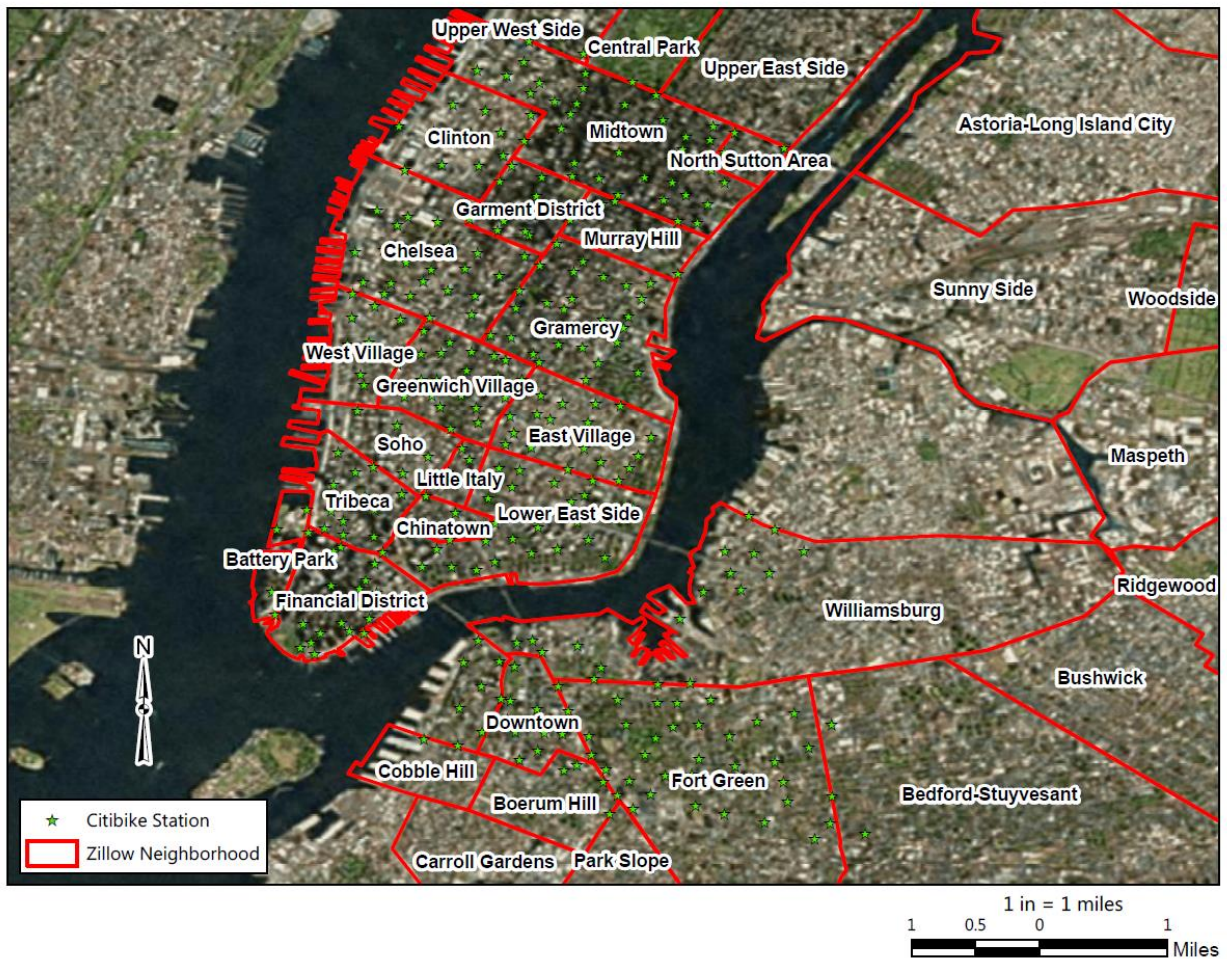 Upper West Side
Central Park
Upper East Side
Clinton
Midtown
Astoria-Long Island City
North Sutton Area
Garment District
Murray Hill
Chelsea
Sunny Side
Woodside
Gramercy
West Village
Greenwich Village
East Village
Soho
Little Italy
Maspeth
Tribeca
Chinatown
Lower East Side
Battery Park
Ridgewood
Financial District
Williamsburg
N
Bushwick
Downtown
Cobble Hill
Fort Green
Boerum Hill
Bedford-Stuyvesant
Citibike Station
Zillow Neighborhood
Carroll Gardens
Park Slope
1 in = 1 miles
1 0.5 0 1
Miles